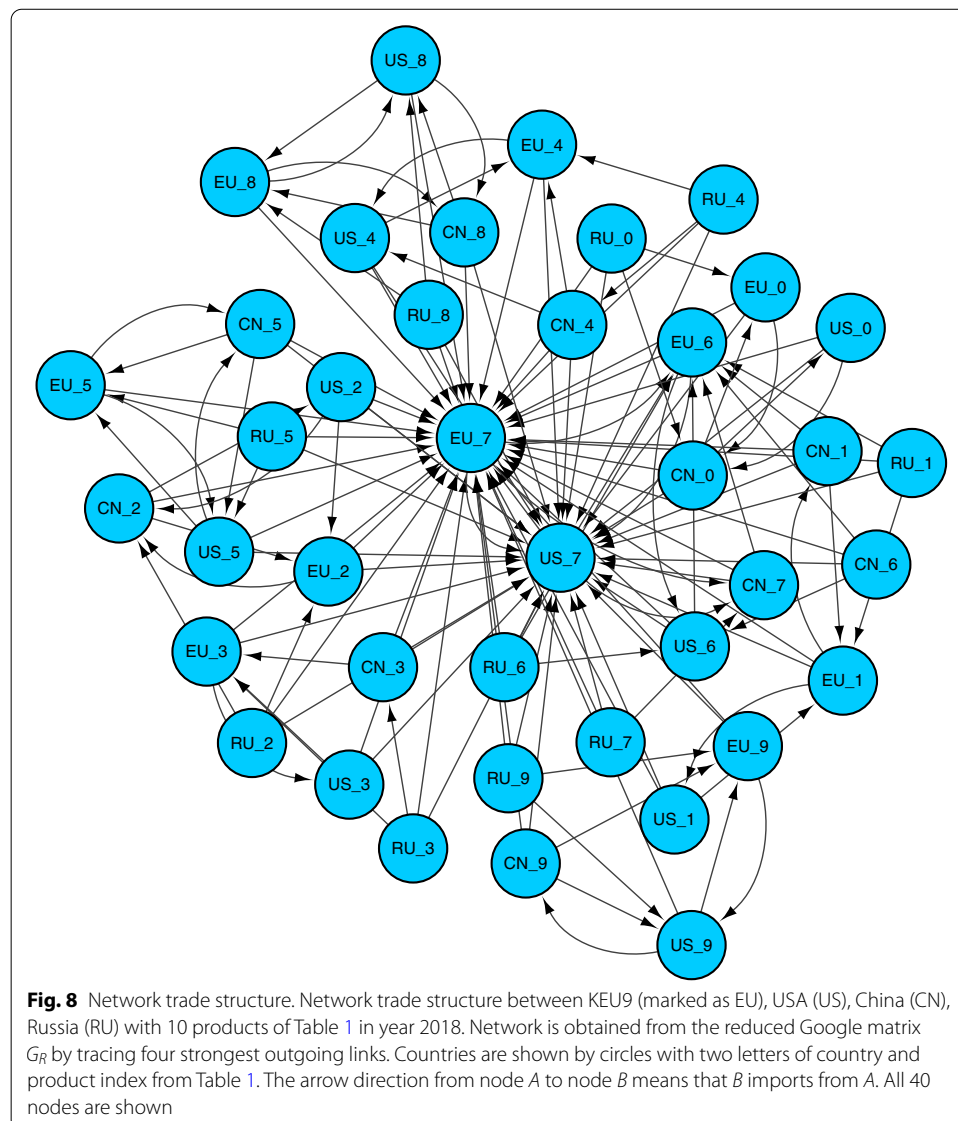 US_8
EU_4
EU_8
RU_4
US_4
CN_8
RU_0
EU_0
RU_8
CN_4
CN_5
EU_6
US_0
EU_5
US_2
RU_5
EU_7
CN_1
RU_1
CN_0
CN_2
US_5
EU_2
US_7
CN_7
CN_6
EU_3
CN_3
RU_6
US_6
EU_1
RU_2
US_3
RU_9
RU_7
EU_9
US_1
RU_3
CN_9
US_9
Fig. 8 Network trade structure. Network trade structure between KEU9 (marked as EU), USA (US), China (CN),
Russia (RU) with 10 products of Table 1 in year 2018. Network is obtained from the reduced Google matrix
G_R by tracing four strongest outgoing links. Countries are shown by circles with two letters of country and
product index from Table 1. The arrow direction from node A to node B means that B imports from A. All 40
nodes are shown